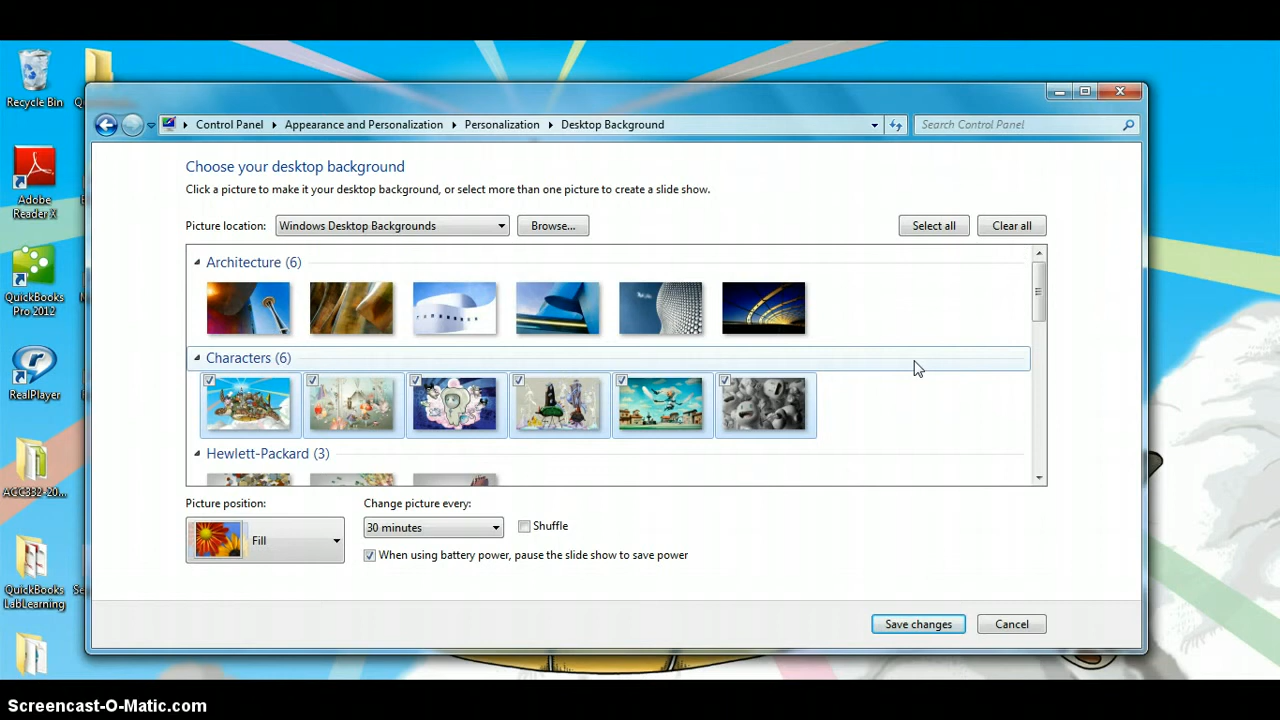 Recycle Bin
Adobe
Reader X
QuickBooks
Pro 2012
RealPlayer
ACC332-20...
QuickBooks
LabLearning
Control Panel
Appearance and Personalization
Personalization
Desktop Background
Search Control Panel
Choose your desktop background
Click a picture to make it your desktop background, or select more than one picture to create a slide show.
Picture location:
Windows Desktop Backgrounds
Browse...
Select all
Clear all
Architecture (6)
Characters (6)
Hewlett-Packard (3)
Picture position:
Fill
Change picture every:
30 minutes
Shuffle
When using battery power, pause the slide show to save power
Save changes
Cancel
Screencast-O-Matic.com